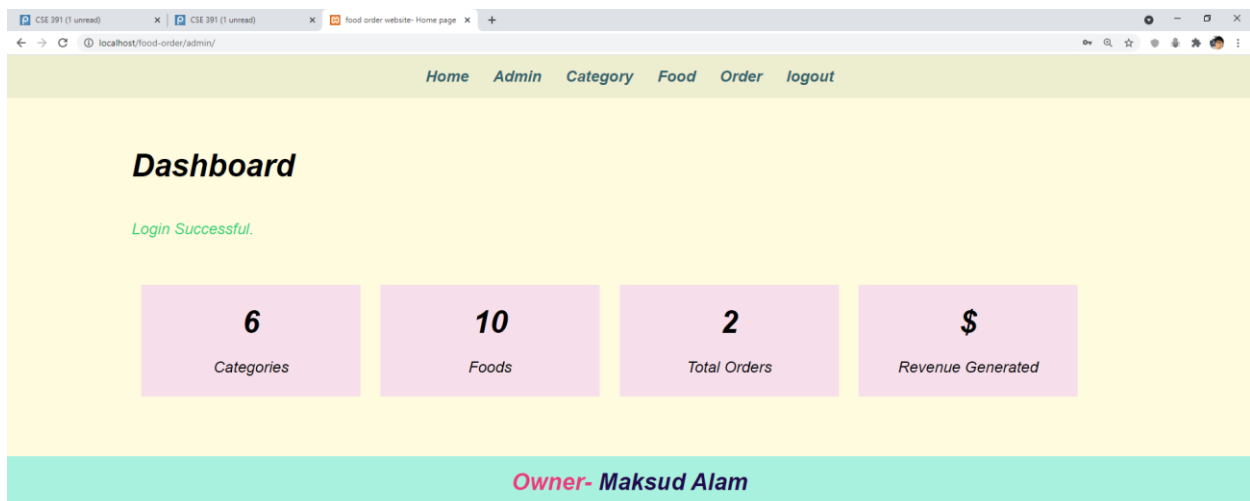 CSE 391 (1 unread) CSE 391 (1 unread) food order website- Home page
localhost/food-order/admin/
Home Admin Category Food Order logout
Dashboard
Login Successful.
6 10 2 $
Categories Foods Total Orders Revenue Generated
Owner- Maksud Alam